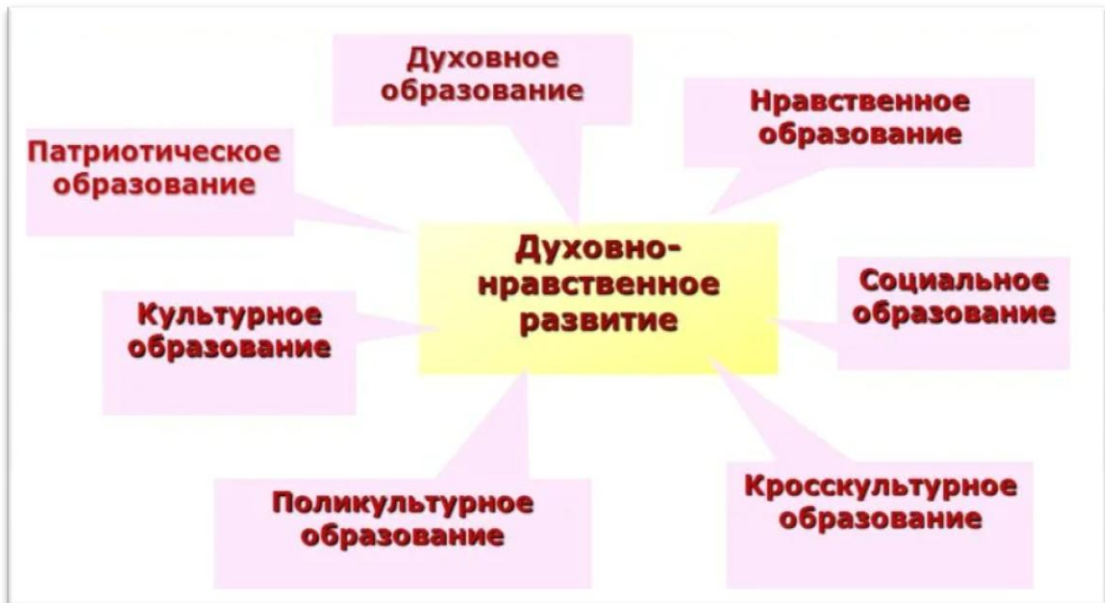 Духовное
образование
Нравственное
образование
Патриотическое
образование
Духовно-
нравственное
развитие
Социальное
образование
Культурное
образование
Поликультурное
образование
Кросскультурное
образование